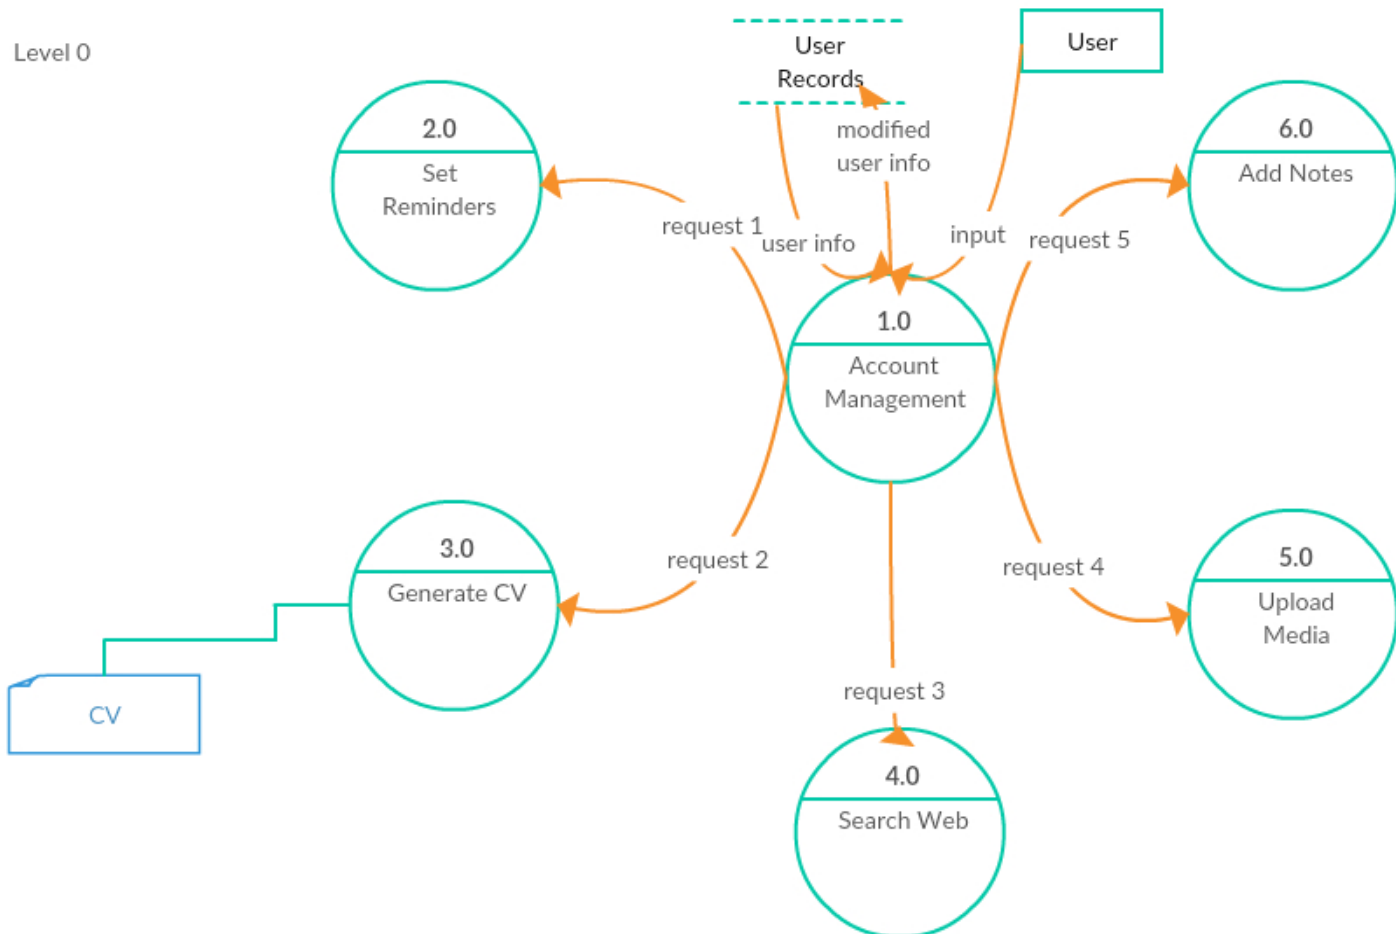 Level 0
User
Records
User
2.0
Set
Reminders
modified
user info
6.0
Add Notes
request 1
user info
input
request 5
1.0
Account
Management
3.0
Generate CV
request 2
request 4
5.0
Upload
Media
CV
request 3
4.0
Search Web